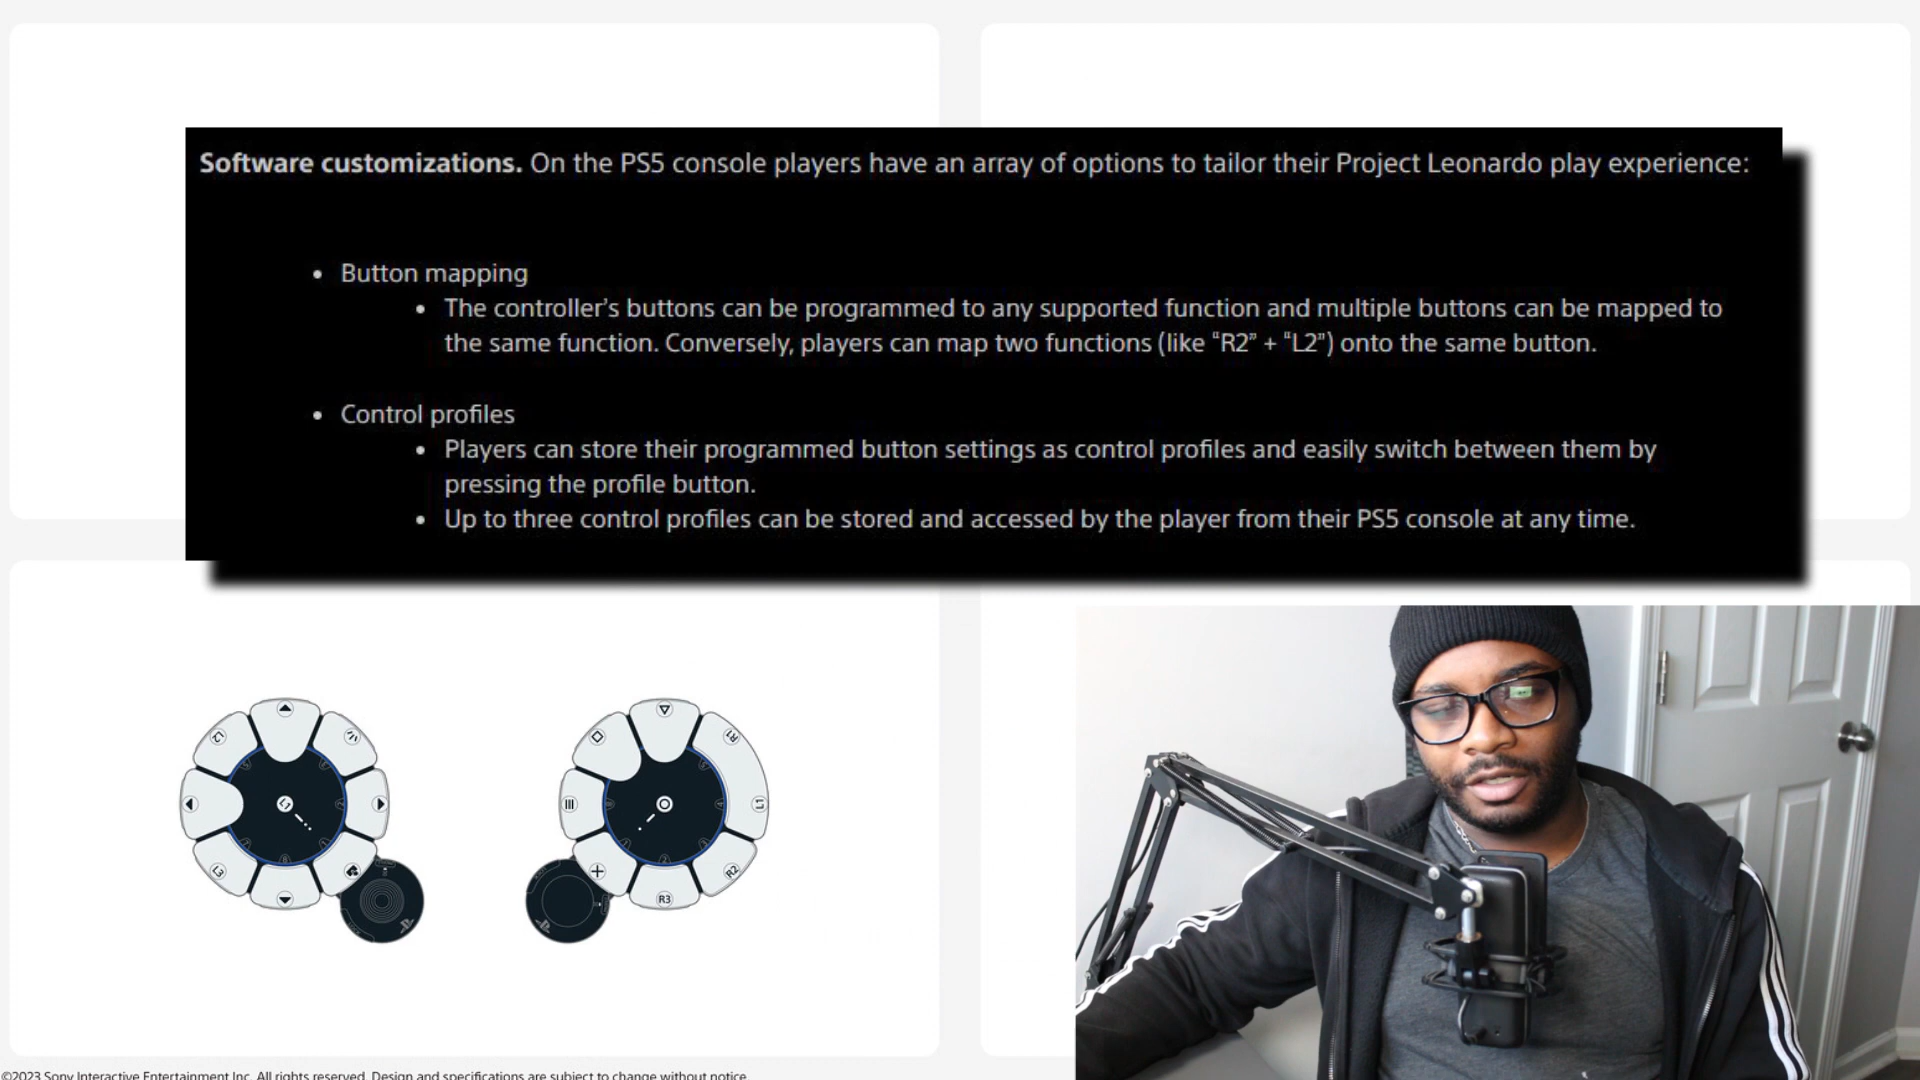 Software customizations. On the PS5 console players have an array of options to tailor their Project Leonardo play experience:
• Button mapping
• The controller’s buttons can be programmed to any supported function and multiple buttons can be mapped to
the same function. Conversely, players can map two functions (like “R2” + “L2”) onto the same button.
• Control profiles
• Players can store their programmed button settings as control profiles and easily switch between them by
pressing the profile button.
• Up to three control profiles can be stored and accessed by the player from their PS5 console at any time.
L2
L1
L3
R1
L1
R2
R3
©2023 Sony Interactive Entertainment Inc. All rights reserved. Design and specifications are subject to change without notice.